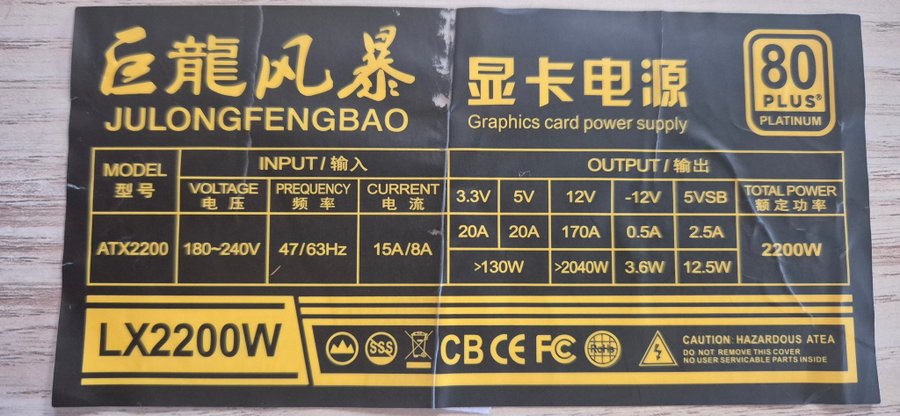 巨龍风暴
JULONGFENGBAO
显卡电源
Graphics card power supply
80
PLUS®
PLATINUM
MODEL
型号
INPUT/输入
OUTPUT/输出
VOLTAGE
电压
PREQUENCY
频率
CURRENT
电流
3.3V 5V 12V -12V 5VSB
TOTAL POWER
额定功率
ATX2200 180~240V 47/63Hz 15A/8A
20A 20A 170A 0.5A 2.5A
2200W
>130W >2040W 3.6W 12.5W
LX2200W
SSS
CB CE FC
RoHS
CAUTION: HAZARDOUS ATEA
DO NOT REMOVE THIS COVER
NO USER SERVICABLE PARTS INSIDE